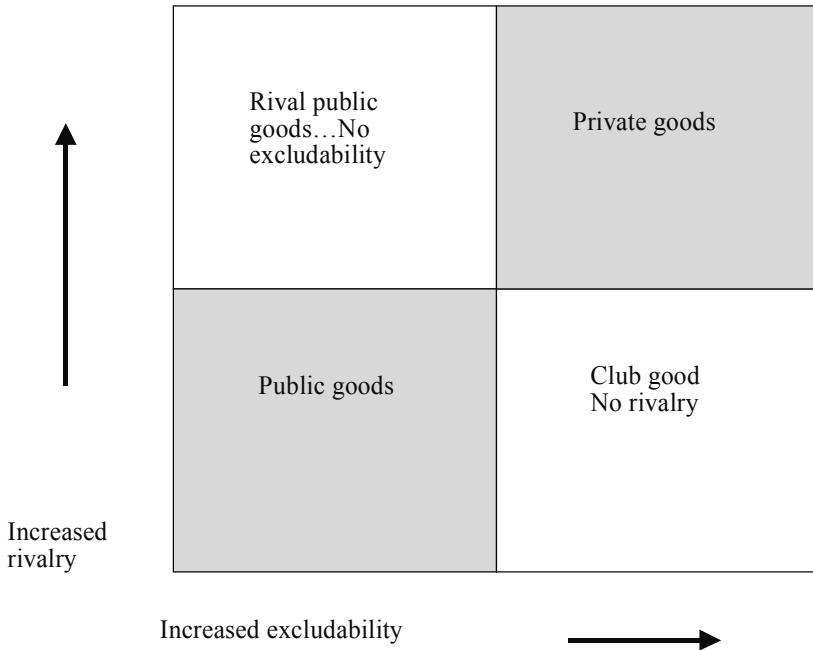 Rival public
goods…No
excludability
Private goods
Public goods
Club good
No rivalry
Increased
rivalry
Increased excludability